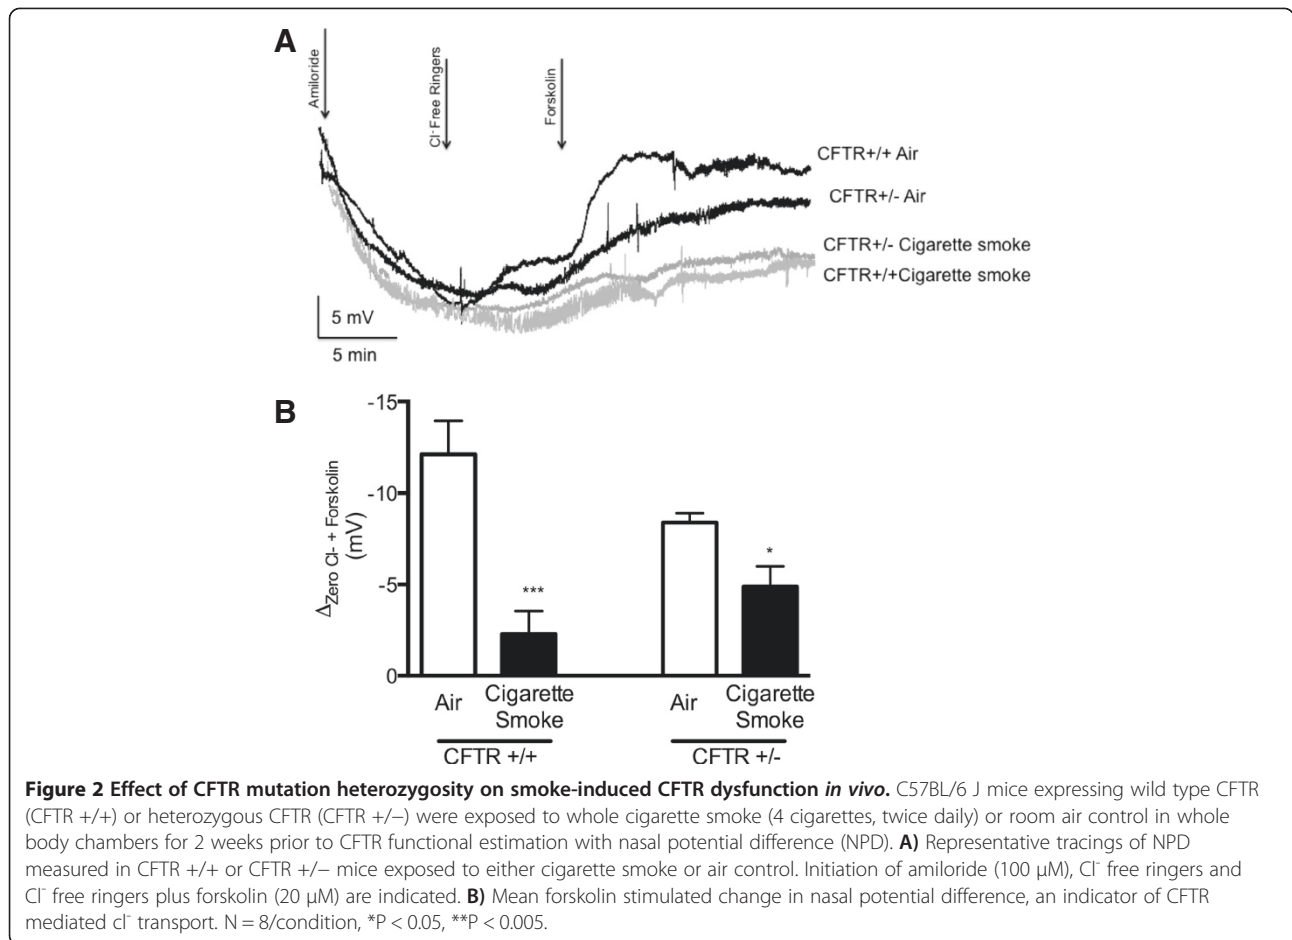 A
Amiloride
Cl- Free Ringers
Forskolin
CFTR+/+ Air
CFTR+/- Air
CFTR+/- Cigarette smoke
CFTR+/+Cigarette smoke
5 mV
5 min
B
-15
-10
-5
0
ΔZero Cl- + Forskolin
(mV)
***
*
Air
Cigarette
Smoke
Air
Cigarette
Smoke
CFTR +/+
CFTR +/-
Figure 2 Effect of CFTR mutation heterozygosity on smoke-induced CFTR dysfunction in vivo. C57BL/6 J mice expressing wild type CFTR
(CFTR +/+) or heterozygous CFTR (CFTR +/−) were exposed to whole cigarette smoke (4 cigarettes, twice daily) or room air control in whole
body chambers for 2 weeks prior to CFTR functional estimation with nasal potential difference (NPD). A) Representative tracings of NPD
measured in CFTR +/+ or CFTR +/− mice exposed to either cigarette smoke or air control. Initiation of amiloride (100 μM), Cl⁻ free ringers and
Cl⁻ free ringers plus forskolin (20 μM) are indicated. B) Mean forskolin stimulated change in nasal potential difference, an indicator of CFTR
mediated cl⁻ transport. N = 8/condition, *P < 0.05, **P < 0.005.